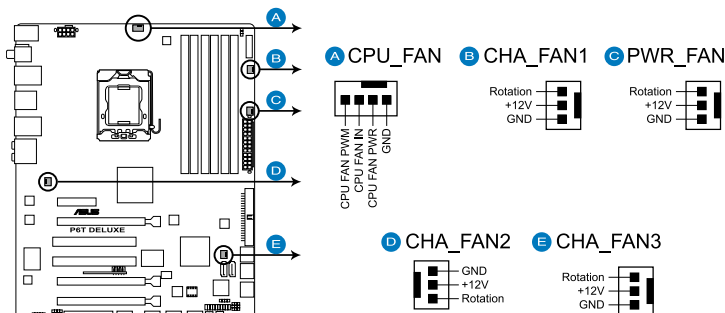 A
B
C
D
E
ASUS
P6T DELUXE
A CPU_FAN
CPU FAN PWM
CPU FAN IN
CPU FAN PWR
GND
B CHA_FAN1
Rotation
+12V
GND
C PWR_FAN
Rotation
+12V
GND
D CHA_FAN2
GND
+12V
Rotation
E CHA_FAN3
Rotation
+12V
GND